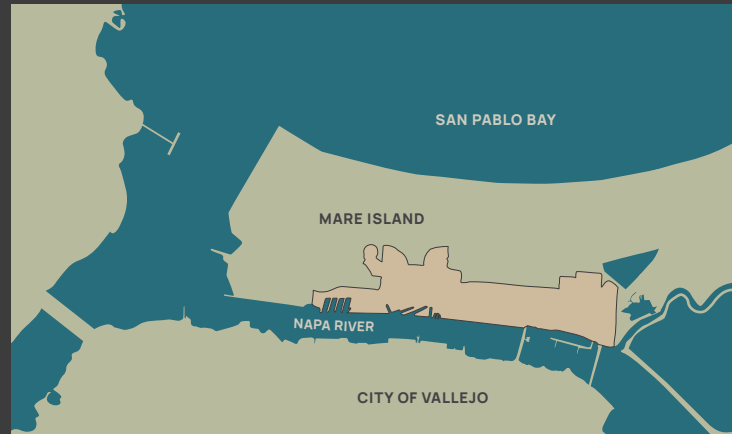 SAN PABLO BAY
MARE ISLAND
NAPA RIVER
CITY OF VALLEJO